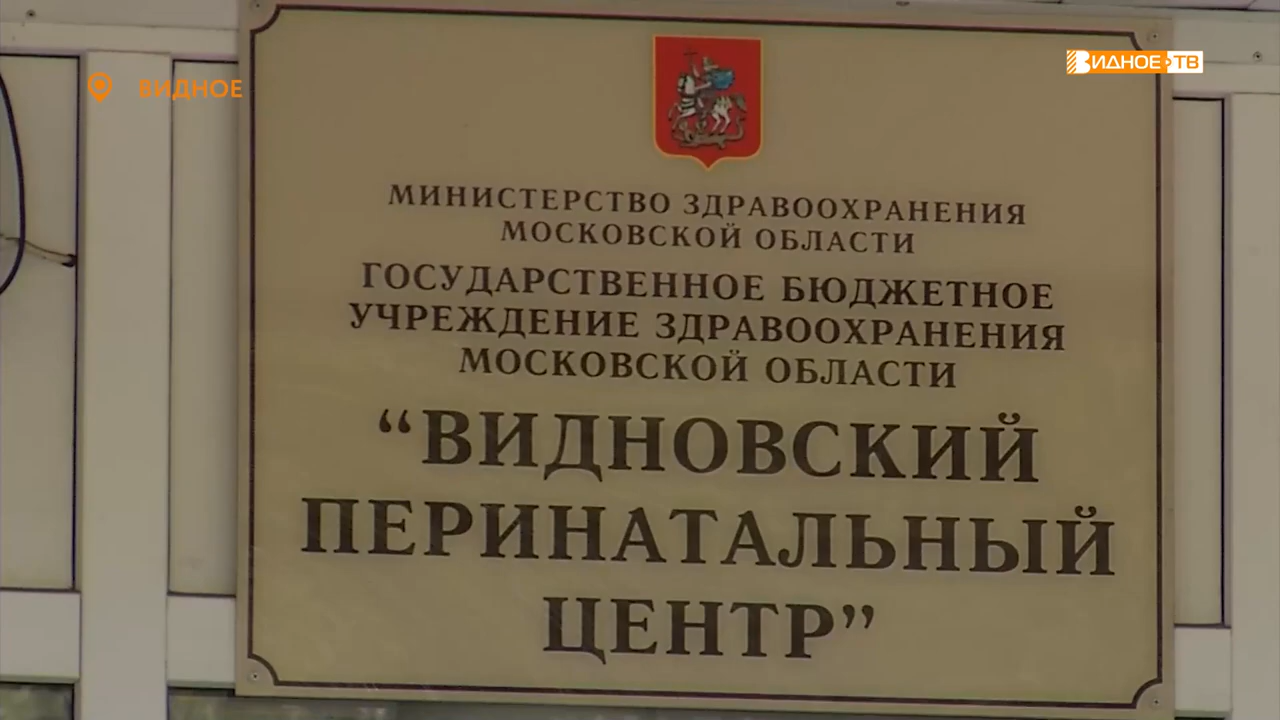 ВИДНОЕ
ВИДНОЕ ТВ
МИНИСТЕРСТВО ЗДРАВООХРАНЕНИЯ
МОСКОВСКОЙ ОБЛАСТИ
ГОСУДАРСТВЕННОЕ БЮДЖЕТНОЕ
УЧРЕЖДЕНИЕ ЗДРАВООХРАНЕНИЯ
МОСКОВСКОЙ ОБЛАСТИ
“ВИДНОВСКИЙ
ПЕРИНАТАЛЬНЫЙ
ЦЕНТР”